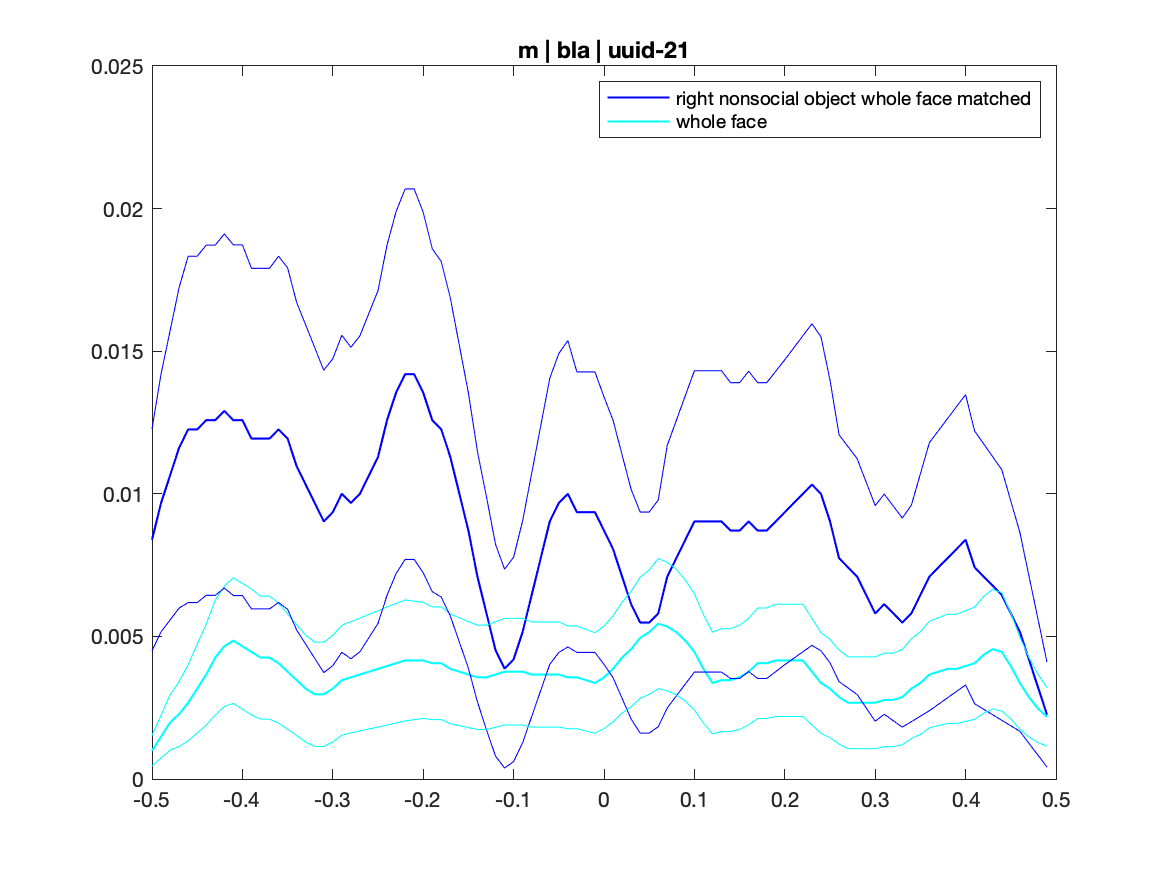 m | bla | uuid-21
0.025
right nonsocial object whole face matched
whole face
0.02
0.015
0.01
0.005
0
-0.5 -0.4 -0.3 -0.2 -0.1 0 0.1 0.2 0.3 0.4 0.5